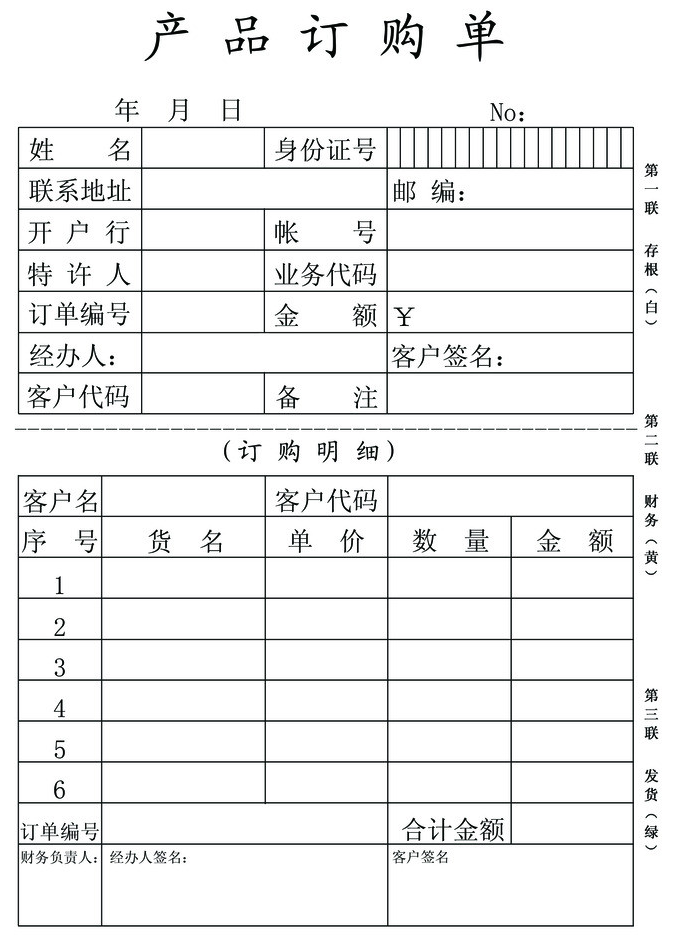 产品订购单
年 月 日 No:
姓 名 身份证号
联系地址 邮 编:
开 户 行 帐 号
特 许 人 业务代码
订单编号 金 额 ¥
经办人: 客户签名:
客户代码 备 注
(订购明细)
客户名 客户代码
序 号 货 名 单 价 数 量 金 额
1
2
3
4
5
6
订单编号 合计金额
财务负责人: 经办人签名: 客户签名
第一联 存根(白)
第二联 财务(黄)
第三联 发货(绿)